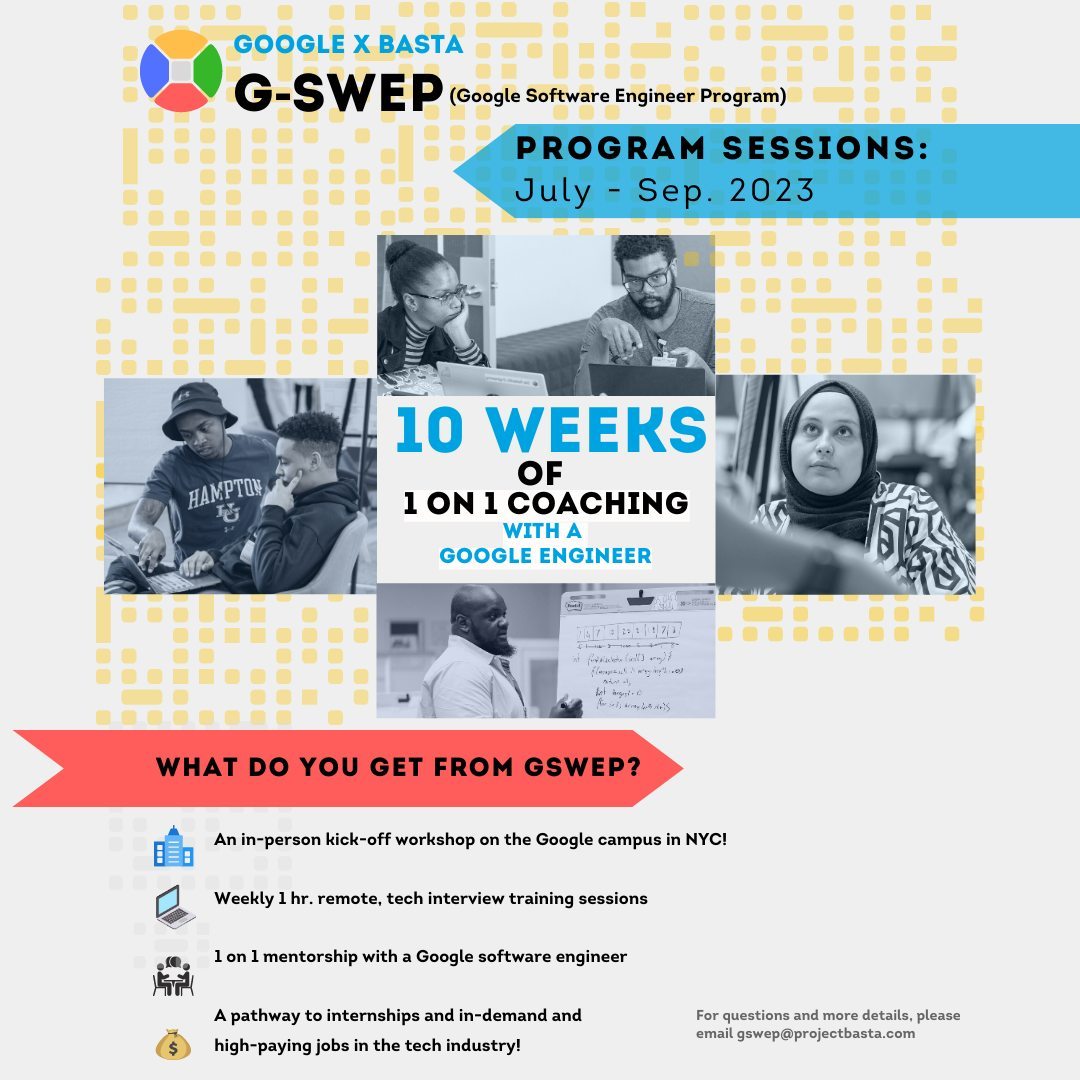 GOOGLE X BASTA
G-SWEP (Google Software Engineer Program)
PROGRAM SESSIONS:
July - Sep. 2023
10 WEEKS
OF
1 ON 1 COACHING
WITH A
GOOGLE ENGINEER
HAMPTON
WHAT DO YOU GET FROM GSWEP?
An in-person kick-off workshop on the Google campus in NYC!
Weekly 1 hr. remote, tech interview training sessions
1 on 1 mentorship with a Google software engineer
A pathway to internships and in-demand and
high-paying jobs in the tech industry!
$
For questions and more details, please
email gswep@projectbasta.com